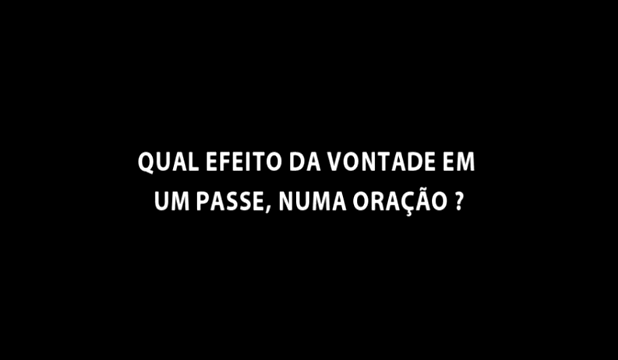 QUAL EFEITO DA VONTADE EM
UM PASSE, NUMA ORAÇÃO ?